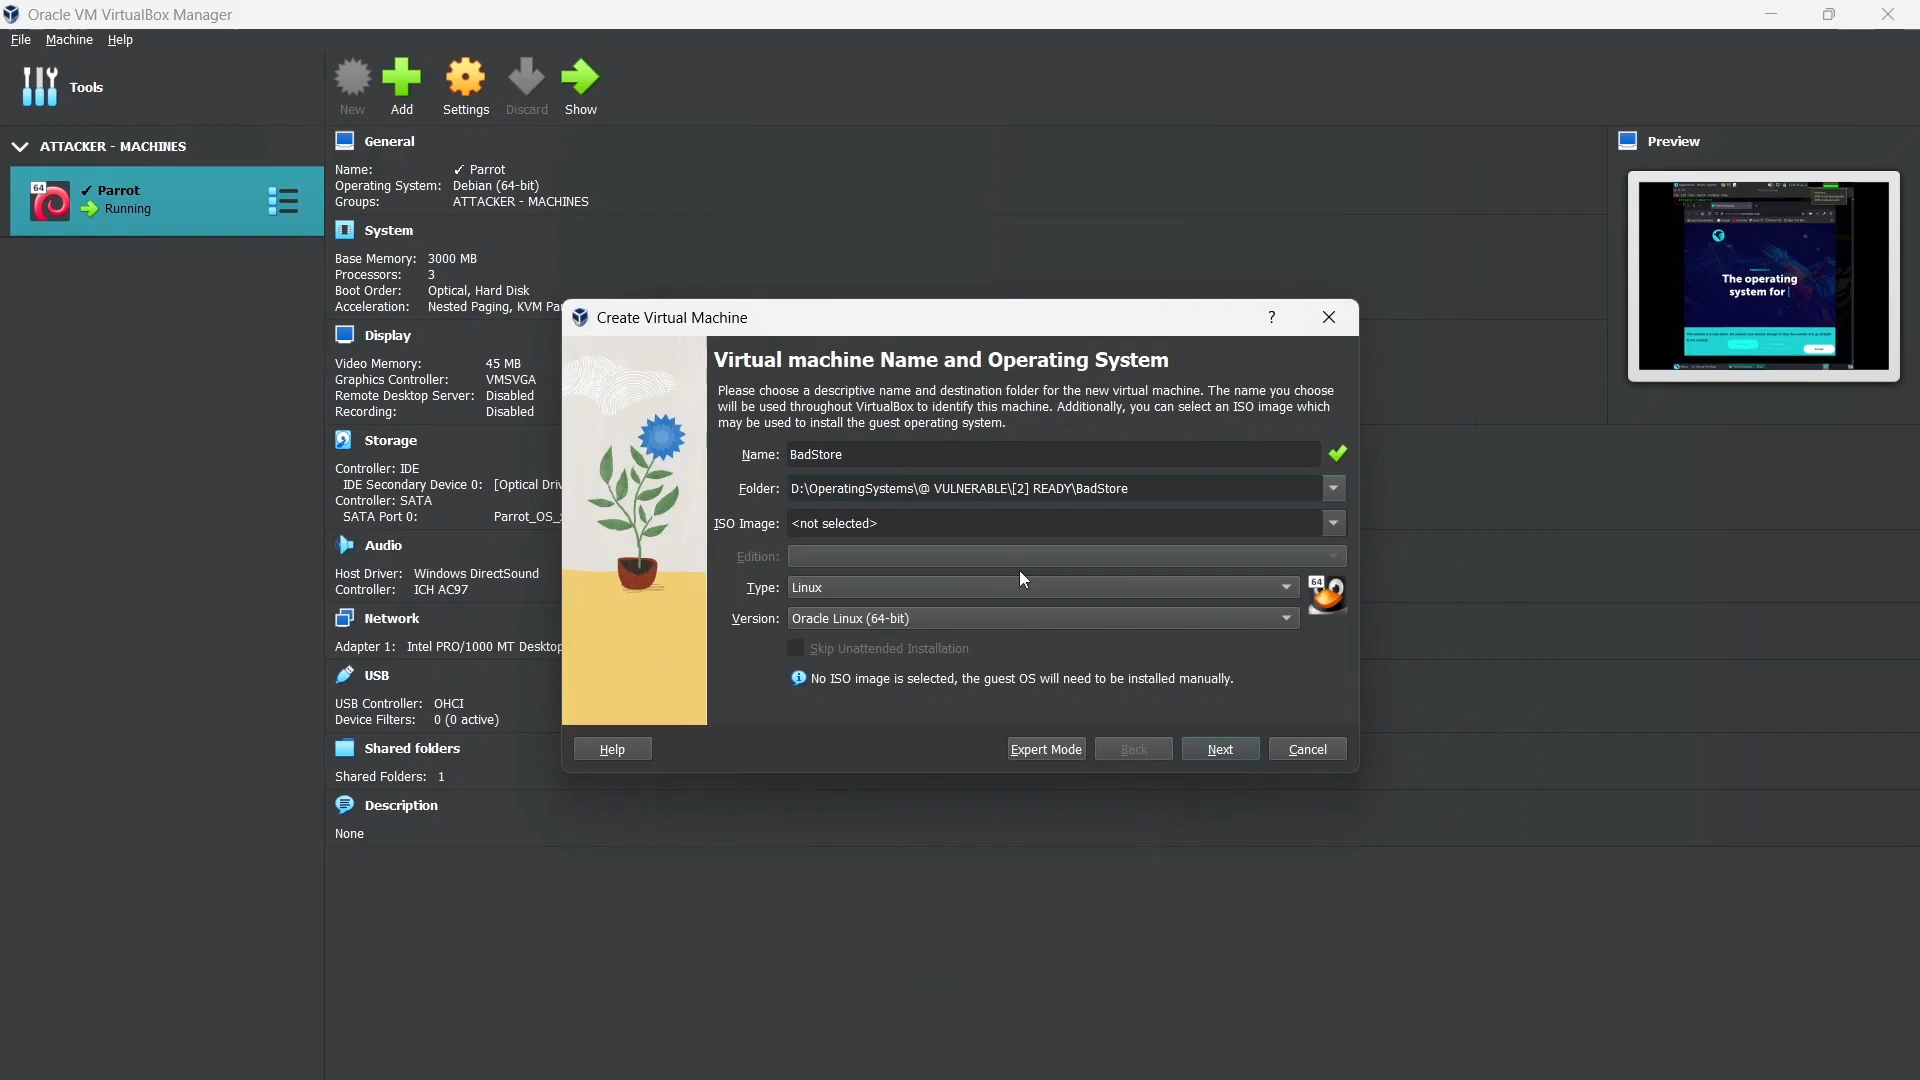 Oracle VM VirtualBox Manager
File Machine Help
Tools
New Add Settings Discard Show
ATTACKER - MACHINES
64 ✓ Parrot
Running
General
Name: ✓ Parrot
Operating System: Debian (64-bit)
Groups: ATTACKER - MACHINES
System
Base Memory: 3000 MB
Processors: 3
Boot Order: Optical, Hard Disk
Acceleration: Nested Paging, KVM
Display
Video Memory: 45 MB
Graphics Controller: VMSVGA
Remote Desktop Server: Disabled
Recording: Disabled
Storage
Controller: IDE
IDE Secondary Device 0: [Optical
Controller: SATA
SATA Port 0: Parrot_OS_
Audio
Host Driver: Windows DirectSound
Controller: ICH AC97
Network
Adapter 1: Intel PRO/1000 MT Desktop
USB
USB Controller: OHCI
Device Filters: 0 (0 active)
Shared folders
Shared Folders: 1
Description
None
Preview
The operating
system for
Create Virtual Machine ?
Virtual machine Name and Operating System
Please choose a descriptive name and destination folder for the new virtual machine. The name you choose
will be used throughout VirtualBox to identify this machine. Additionally, you can select an ISO image which
may be used to install the guest operating system.
Name: BadStore
Folder: D:\OperatingSystems\@ VULNERABLE\[2] READY\BadStore
ISO Image: <not selected>
Edition:
Type: Linux
64
Version: Oracle Linux (64-bit)
Skip Unattended Installation
No ISO image is selected, the guest OS will need to be installed manually.
Help Expert Mode Back Next Cancel